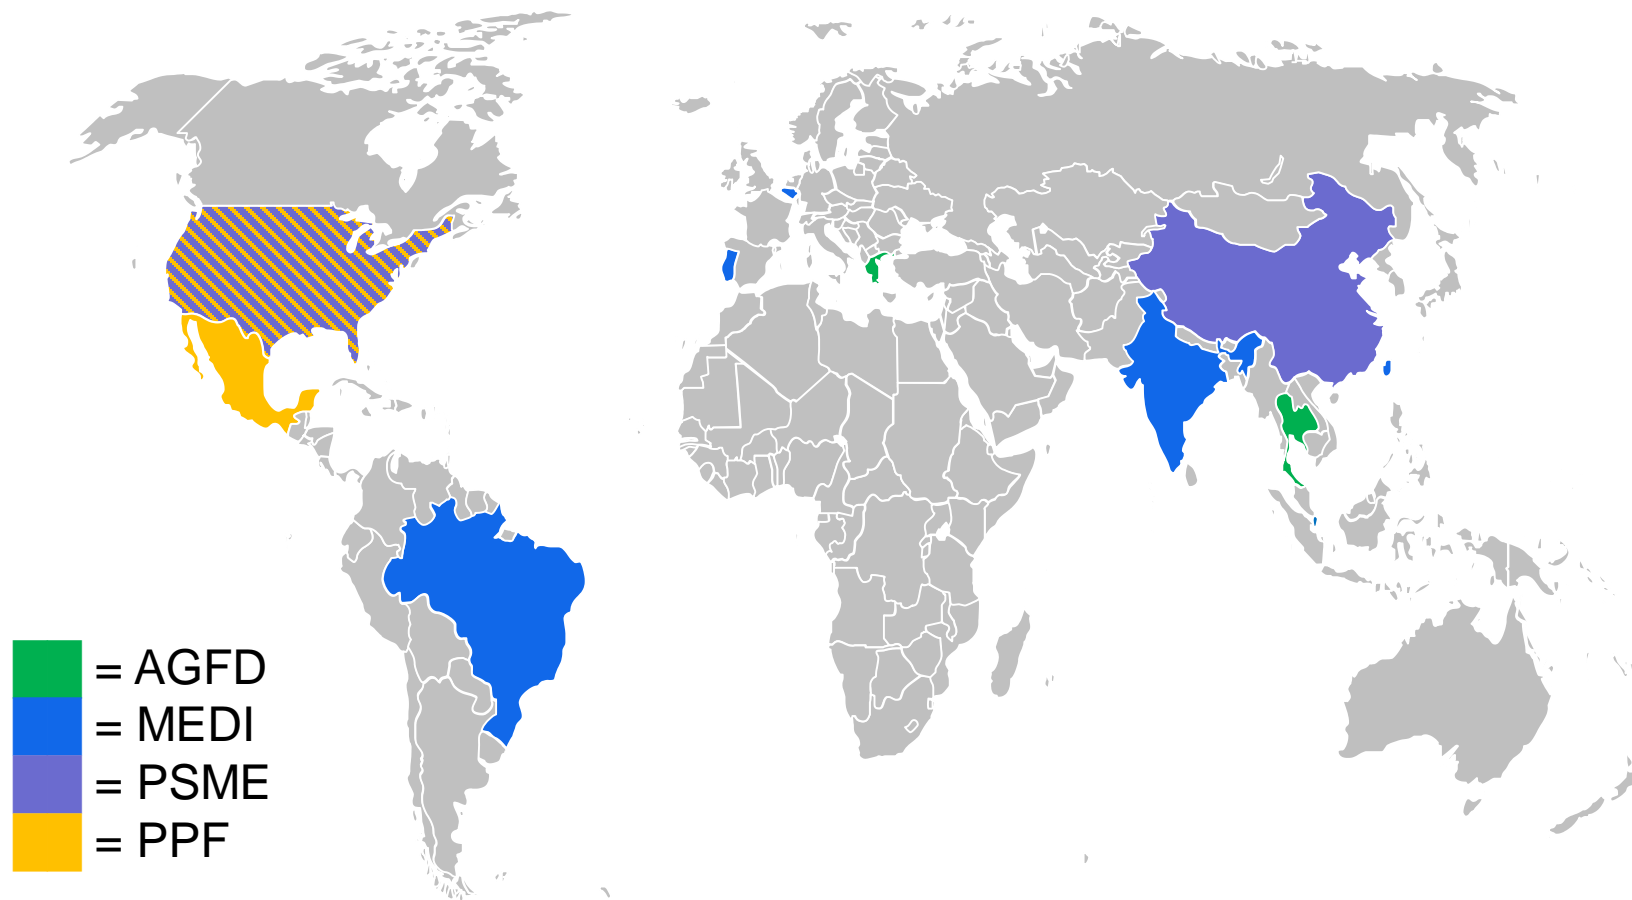 = AGFD
= MEDI
= PSME
= PPF